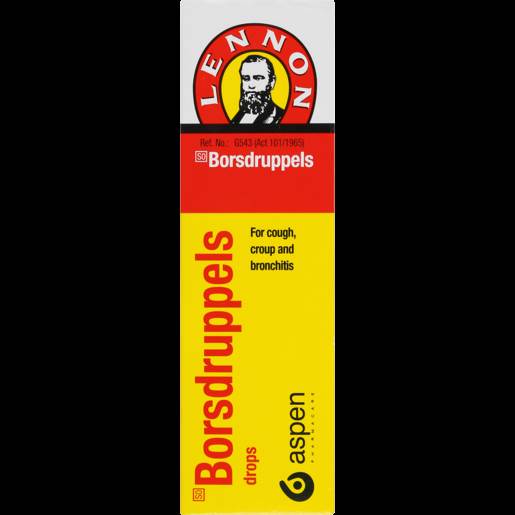 LENNON
Ref. No.: G543 (Act 101/1965)
S0 Borsdruppels
For cough,
croup and
bronchitis
S0 Borsdruppels
drops
aspen
PHARMACARE